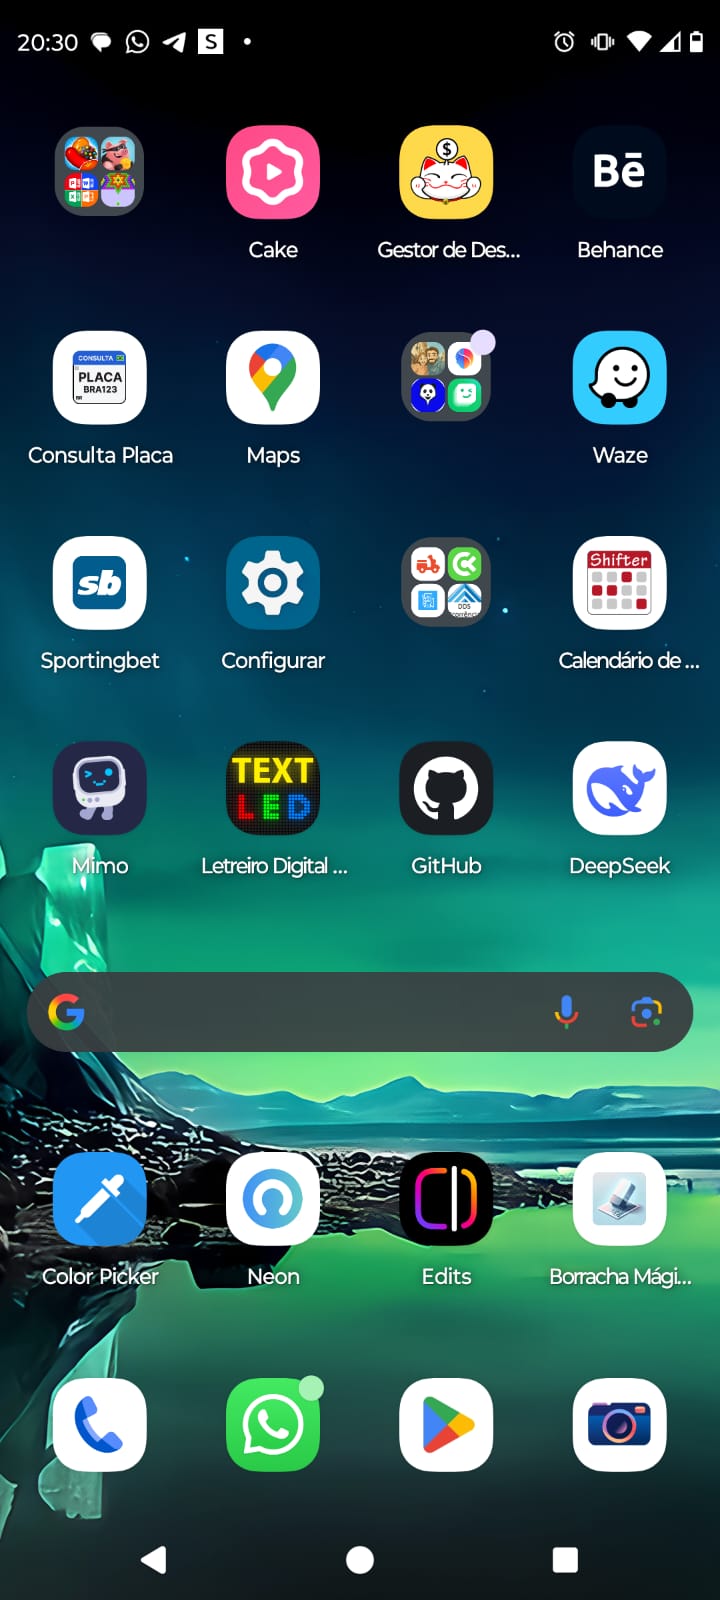 20:30
S
$
Bē
Cake
Gestor de Des...
Behance
CONSULTA
PLACA
BRA123
Consulta Placa
Maps
Waze
sb
Shifter
DDS
Sportingbet
Configurar
Calendário de ...
TEXT
LED
Mimo
Letreiro Digital ...
GitHub
DeepSeek
G
Color Picker
Neon
Edits
Borracha Mági...